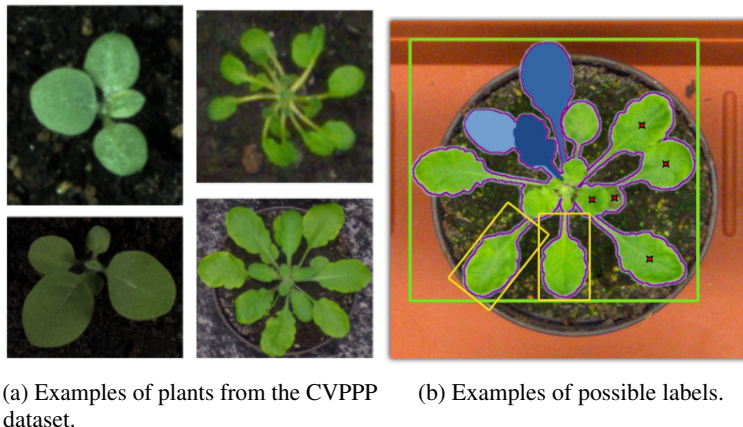 (a) Examples of plants from the CVPPP
dataset.
(b) Examples of possible labels.